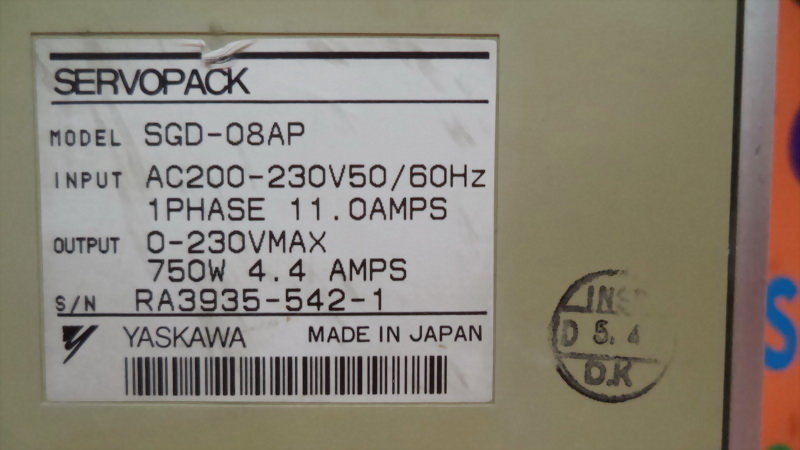 SERVOPACK
MODEL SGD-08AP
INPUT AC200-230V50/60Hz
1PHASE 11.0AMPS
OUTPUT 0-230VMAX
750W 4.4 AMPS
S/N RA3935-542-1
YASKAWA MADE IN JAPAN
D 5.4
D.K
S